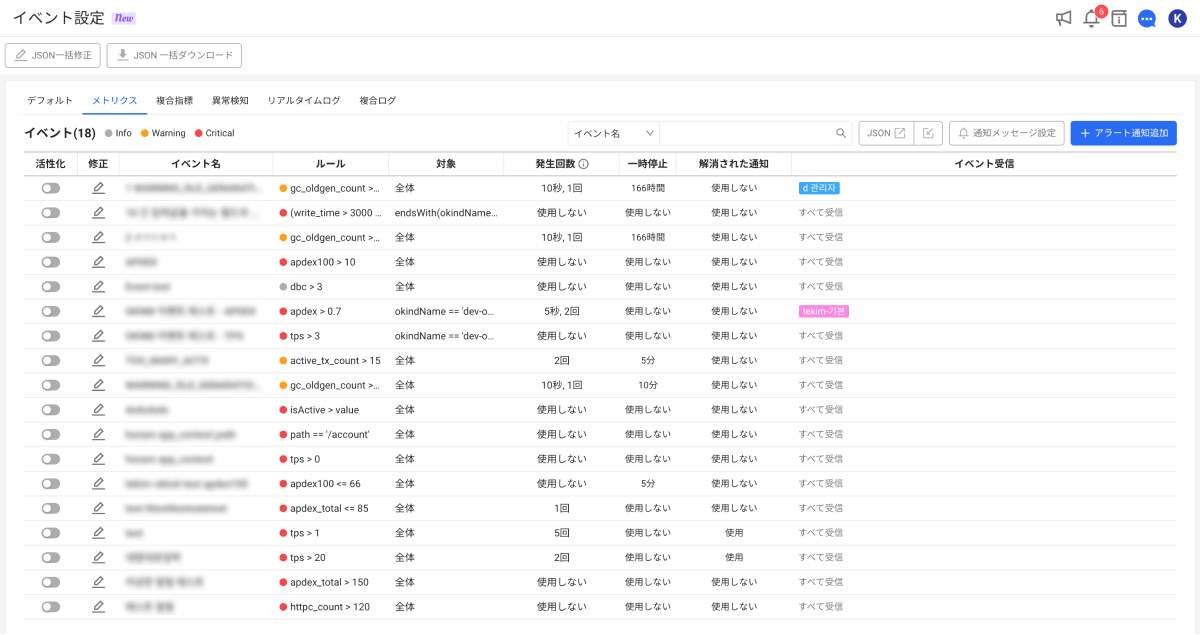 イベント設定 New
6
K
JSON一括修正 JSON 一括ダウンロード
デフォルト メトリクス 複合指標 異常検知 リアルタイムログ 複合ログ
イベント(18) Info Warning Critical イベント名 JSON 通知メッセージ設定 + アラート通知追加
活性化 修正 イベント名 ルール 対象 発生回数 一時停止 解消された通知 イベント受信
gc_oldgen_count >... 全体 10秒, 1回 166時間 使用しない d 관리자
(write_time > 3000 ... endsWith(okindName... 使用しない 使用しない 使用しない すべて受信
gc_oldgen_count >... 全体 10秒, 1回 166時間 使用しない すべて受信
apdex100 > 10 全体 使用しない 使用しない 使用しない すべて受信
dbc > 3 全体 使用しない 使用しない 使用しない すべて受信
apdex > 0.7 okindName == 'dev-o... 5秒, 2回 使用しない 使用しない tekim-기본
tps > 3 okindName == 'dev-o... 使用しない 使用しない 使用しない すべて受信
active_tx_count > 15 全体 2回 5分 使用しない すべて受信
gc_oldgen_count >... 全体 10秒, 1回 10分 使用しない すべて受信
isActive > value 全体 使用しない 使用しない 使用しない すべて受信
path == '/account' 全体 使用しない 使用しない 使用しない すべて受信
tps > 0 全体 使用しない 使用しない 使用しない すべて受信
apdex100 <= 66 全体 使用しない 5分 使用しない すべて受信
apdex_total <= 85 全体 1回 使用しない 使用しない すべて受信
tps > 1 全体 5回 使用しない 使用 すべて受信
tps > 20 全体 2回 使用しない 使用 すべて受信
apdex_total > 150 全体 使用しない 使用しない 使用しない すべて受信
httpc_count > 120 全体 使用しない 使用しない 使用しない すべて受信